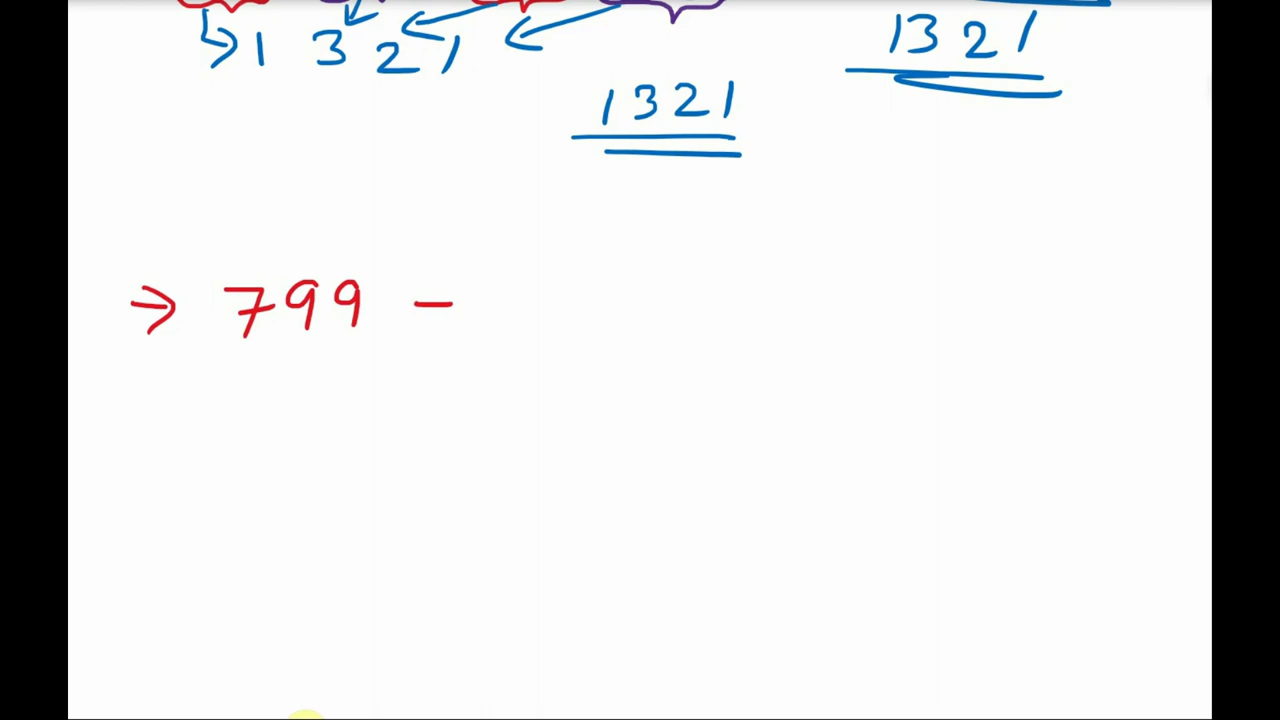 1 3 2 1
1321
1321
→ 799 –